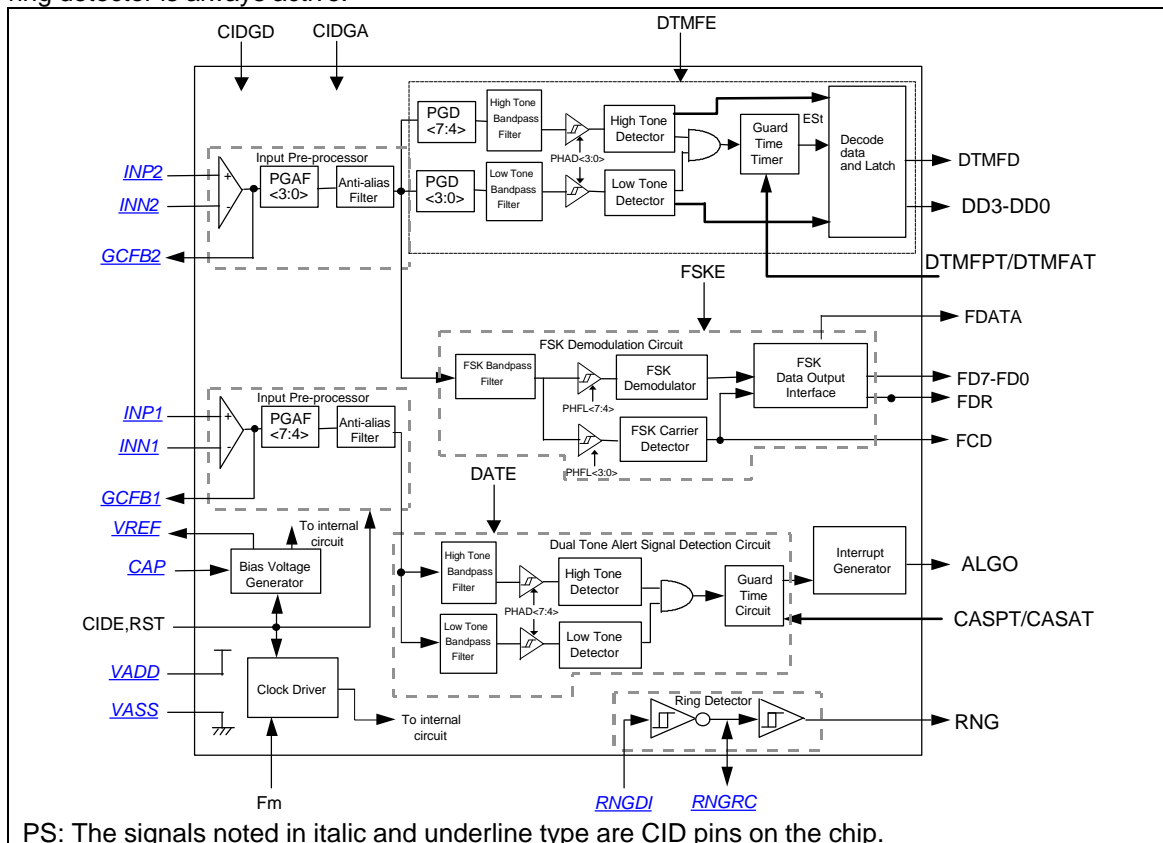 ring detector is always active.
CIDGD
CIDGA
DTMFE
PGD
<7:4>
High Tone
Bandpass
Filter
High Tone
Detector
PHAD<3:0>
Guard
Time
Timer
ESt
Decode
data
and Latch
DTMFD
DD3-DD0
Input Pre-processor
INP2
+
INN2
-
PGAF
<3:0>
Anti-alias
Filter
GCFB2
PGD
<3:0>
Low Tone
Bandpass
Filter
Low Tone
Detector
DTMFPT/DTMFAT
FSKE
FDATA
FSK Demodulation Circuit
FSK Bandpass
Filter
FSK
Demodulator
PHFL<7:4>
FSK
Data Output
Interface
FD7-FD0
FDR
FSK Carrier
Detector
PHFL<3:0>
FCD
Input Pre-processor
INP1
+
INN1
-
PGAF
<7:4>
Anti-alias
Filter
GCFB1
DATE
VREF
To internal
circuit
CAP
Bias Voltage
Generator
Dual Tone Alert Signal Detection Circuit
High Tone
Bandpass
Filter
High Tone
Detector
PHAD<7:4>
Guard
Time
Circuit
Interrupt
Generator
ALGO
CASPT/CASAT
Low Tone
Bandpass
Filter
Low Tone
Detector
CIDE,RST
VADD
Clock Driver
VASS
To internal
circuit
Ring Detector
RNG
Fm
RNGDI
RNGRC
PS: The signals noted in italic and underline type are CID pins on the chip.